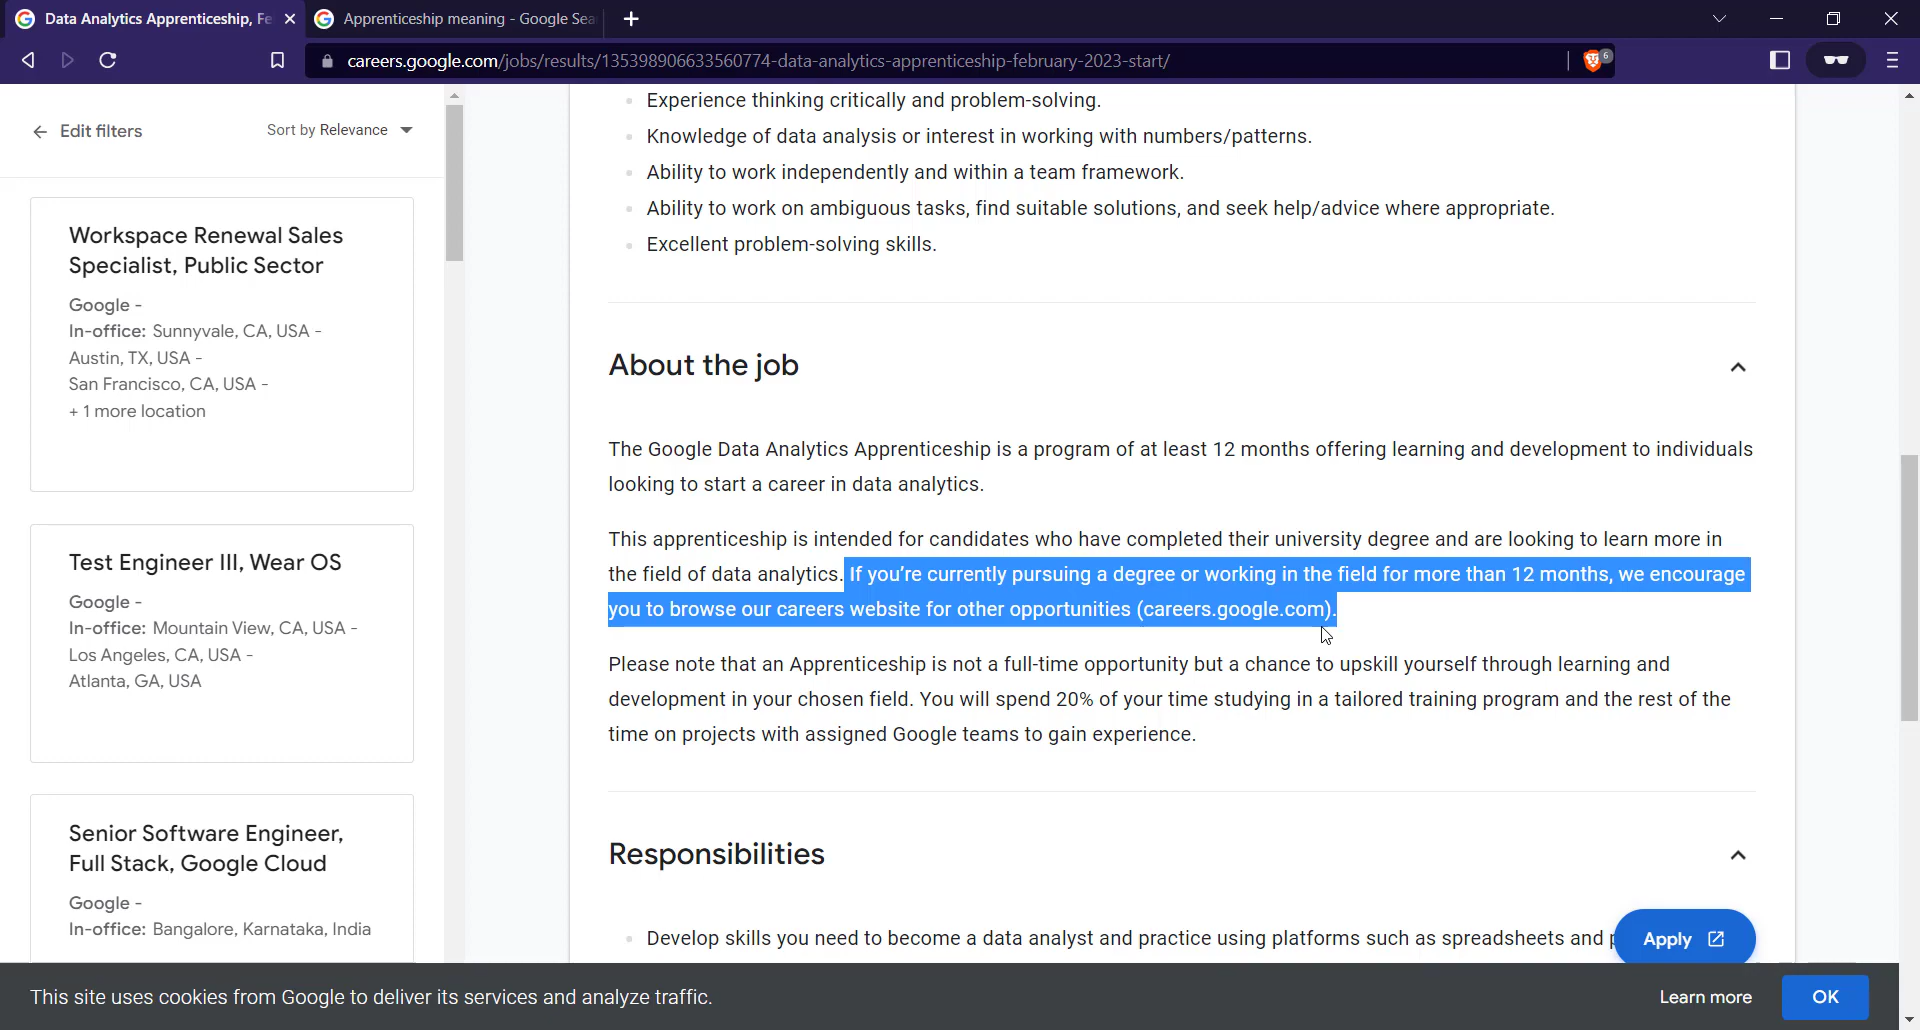 Data Analytics Apprenticeship, Fe
Apprenticeship meaning - Google Sea
careers.google.com/jobs/results/135398906633560774-data-analytics-apprenticeship-february-2023-start/
6
Edit filters
Sort by Relevance
Workspace Renewal Sales
Specialist, Public Sector
Google -
In-office: Sunnyvale, CA, USA -
Austin, TX, USA -
San Francisco, CA, USA -
+ 1 more location
Test Engineer III, Wear OS
Google -
In-office: Mountain View, CA, USA -
Los Angeles, CA, USA -
Atlanta, GA, USA
Senior Software Engineer,
Full Stack, Google Cloud
Google -
In-office: Bangalore, Karnataka, India
Experience thinking critically and problem-solving.
Knowledge of data analysis or interest in working with numbers/patterns.
Ability to work independently and within a team framework.
Ability to work on ambiguous tasks, find suitable solutions, and seek help/advice where appropriate.
Excellent problem-solving skills.
About the job
The Google Data Analytics Apprenticeship is a program of at least 12 months offering learning and development to individuals
looking to start a career in data analytics.
This apprenticeship is intended for candidates who have completed their university degree and are looking to learn more in
the field of data analytics. If you’re currently pursuing a degree or working in the field for more than 12 months, we encourage
you to browse our careers website for other opportunities (careers.google.com).
Please note that an Apprenticeship is not a full-time opportunity but a chance to upskill yourself through learning and
development in your chosen field. You will spend 20% of your time studying in a tailored training program and the rest of the
time on projects with assigned Google teams to gain experience.
Responsibilities
Develop skills you need to become a data analyst and practice using platforms such as spreadsheets and
Apply
This site uses cookies from Google to deliver its services and analyze traffic.
Learn more
OK